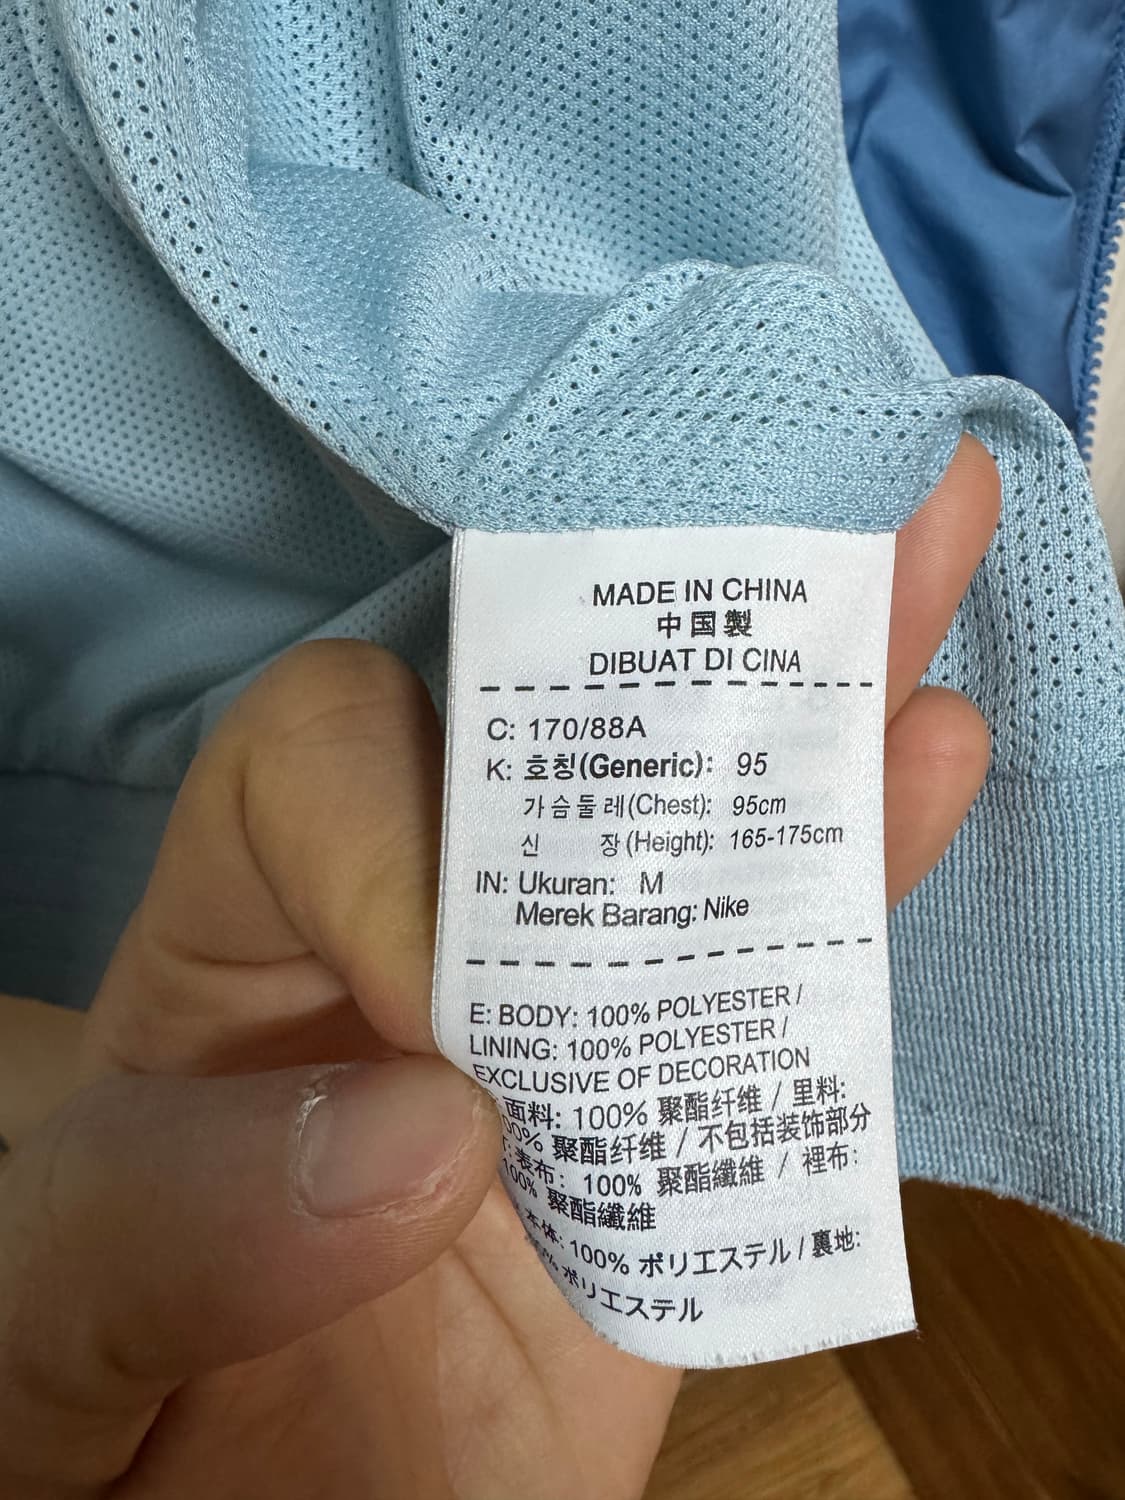 MADE IN CHINA
中国製
DIBUAT DI CINA
C: 170/88A
K: 호칭(Generic): 95
가슴둘레(Chest): 95cm
신 장(Height): 165-175cm
IN: Ukuran: M
Merek Barang: Nike
E: BODY: 100% POLYESTER /
LINING: 100% POLYESTER /
EXCLUSIVE OF DECORATION
面料: 100% 聚酯纤维 / 里料:
聚酯纤维 / 不包括装饰部分
表布: 100% 聚酯纖維 / 裡布:
100% 聚酯纖維
本体: 100% ポリエステル / 裏地:
ポリエステル